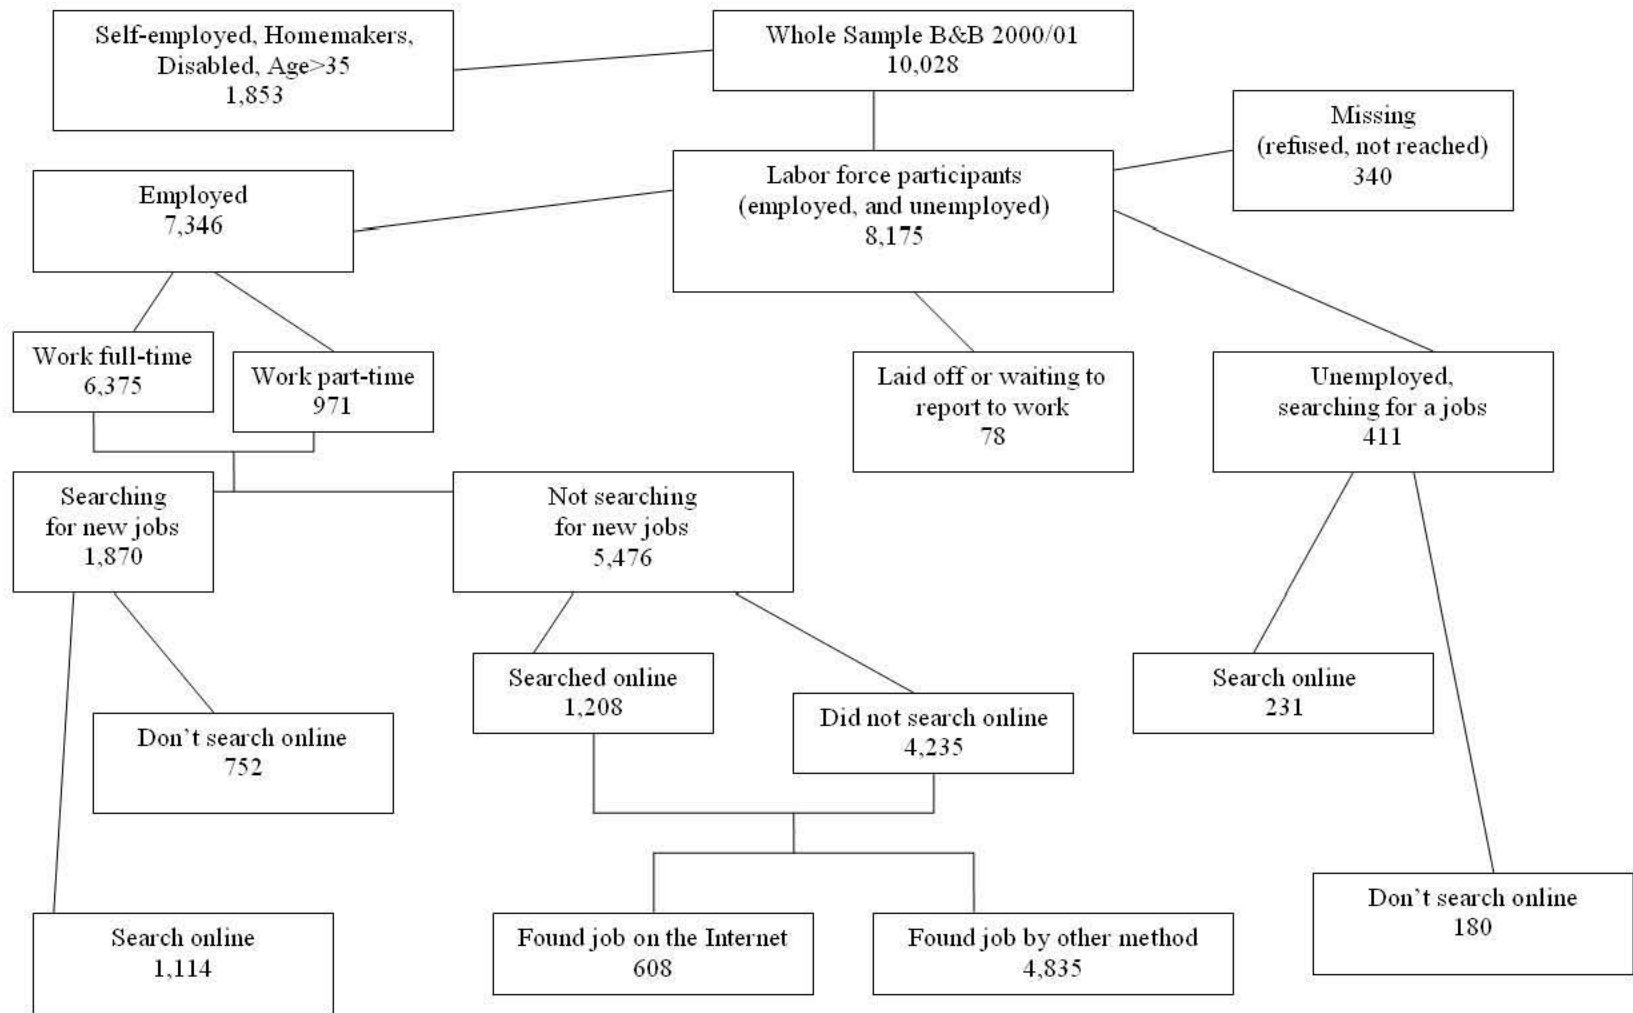 Self-employed, Homemakers,
Disabled, Age>35
1,853
Whole Sample B&B 2000/01
10,028
Missing
(refused, not reached)
340
Employed
7,346
Labor force participants
(employed, and unemployed)
8,175
Work full-time
6,375
Work part-time
971
Laid off or waiting to
report to work
78
Unemployed,
searching for a jobs
411
Searching
for new jobs
1,870
Not searching
for new jobs
5,476
Searched online
1,208
Did not search online
4,235
Search online
231
Don’t search online
752
Don’t search online
180
Search online
1,114
Found job on the Internet
608
Found job by other method
4,835